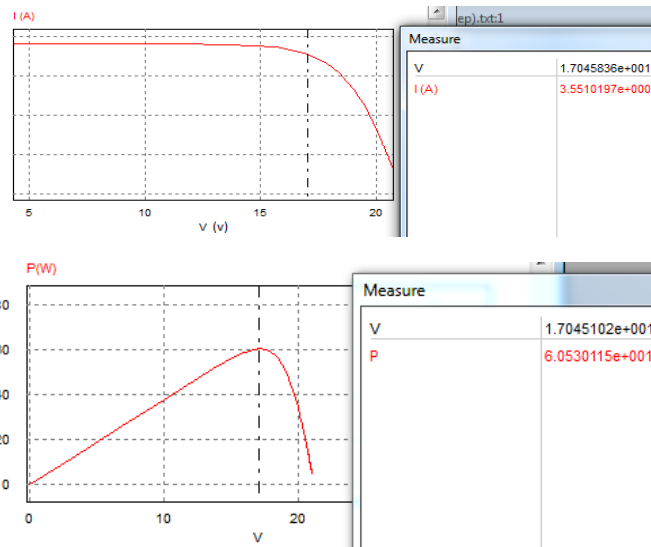 I (A)
ep).txt:1
Measure
V 1.7045836e+001
I (A) 3.5510197e+000
5 10 15 20
V (v)
P(W)
Measure
V 1.7045102e+001
P 6.0530115e+001
0
0 10 20
V